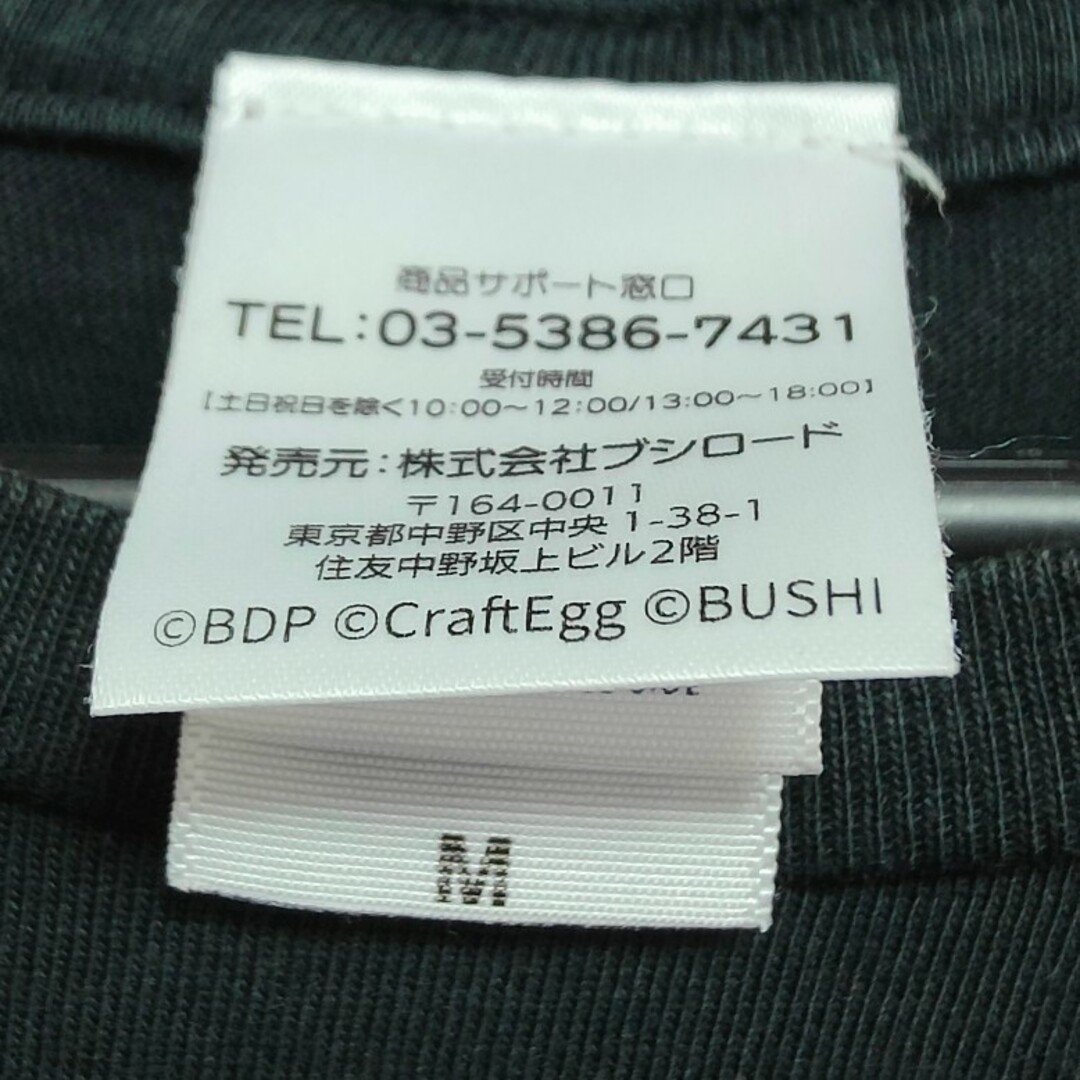 商品サポート窓口
TEL:03-5386-7431
受付時間
【土日祝日を除く10:00～12:00/13:00～18:00】
発売元:株式会社ブシロード
〒164-0011
東京都中野区中央 1-38-1
住友中野坂上ビル2階
©BDP ©CraftEgg ©BUSHI
M